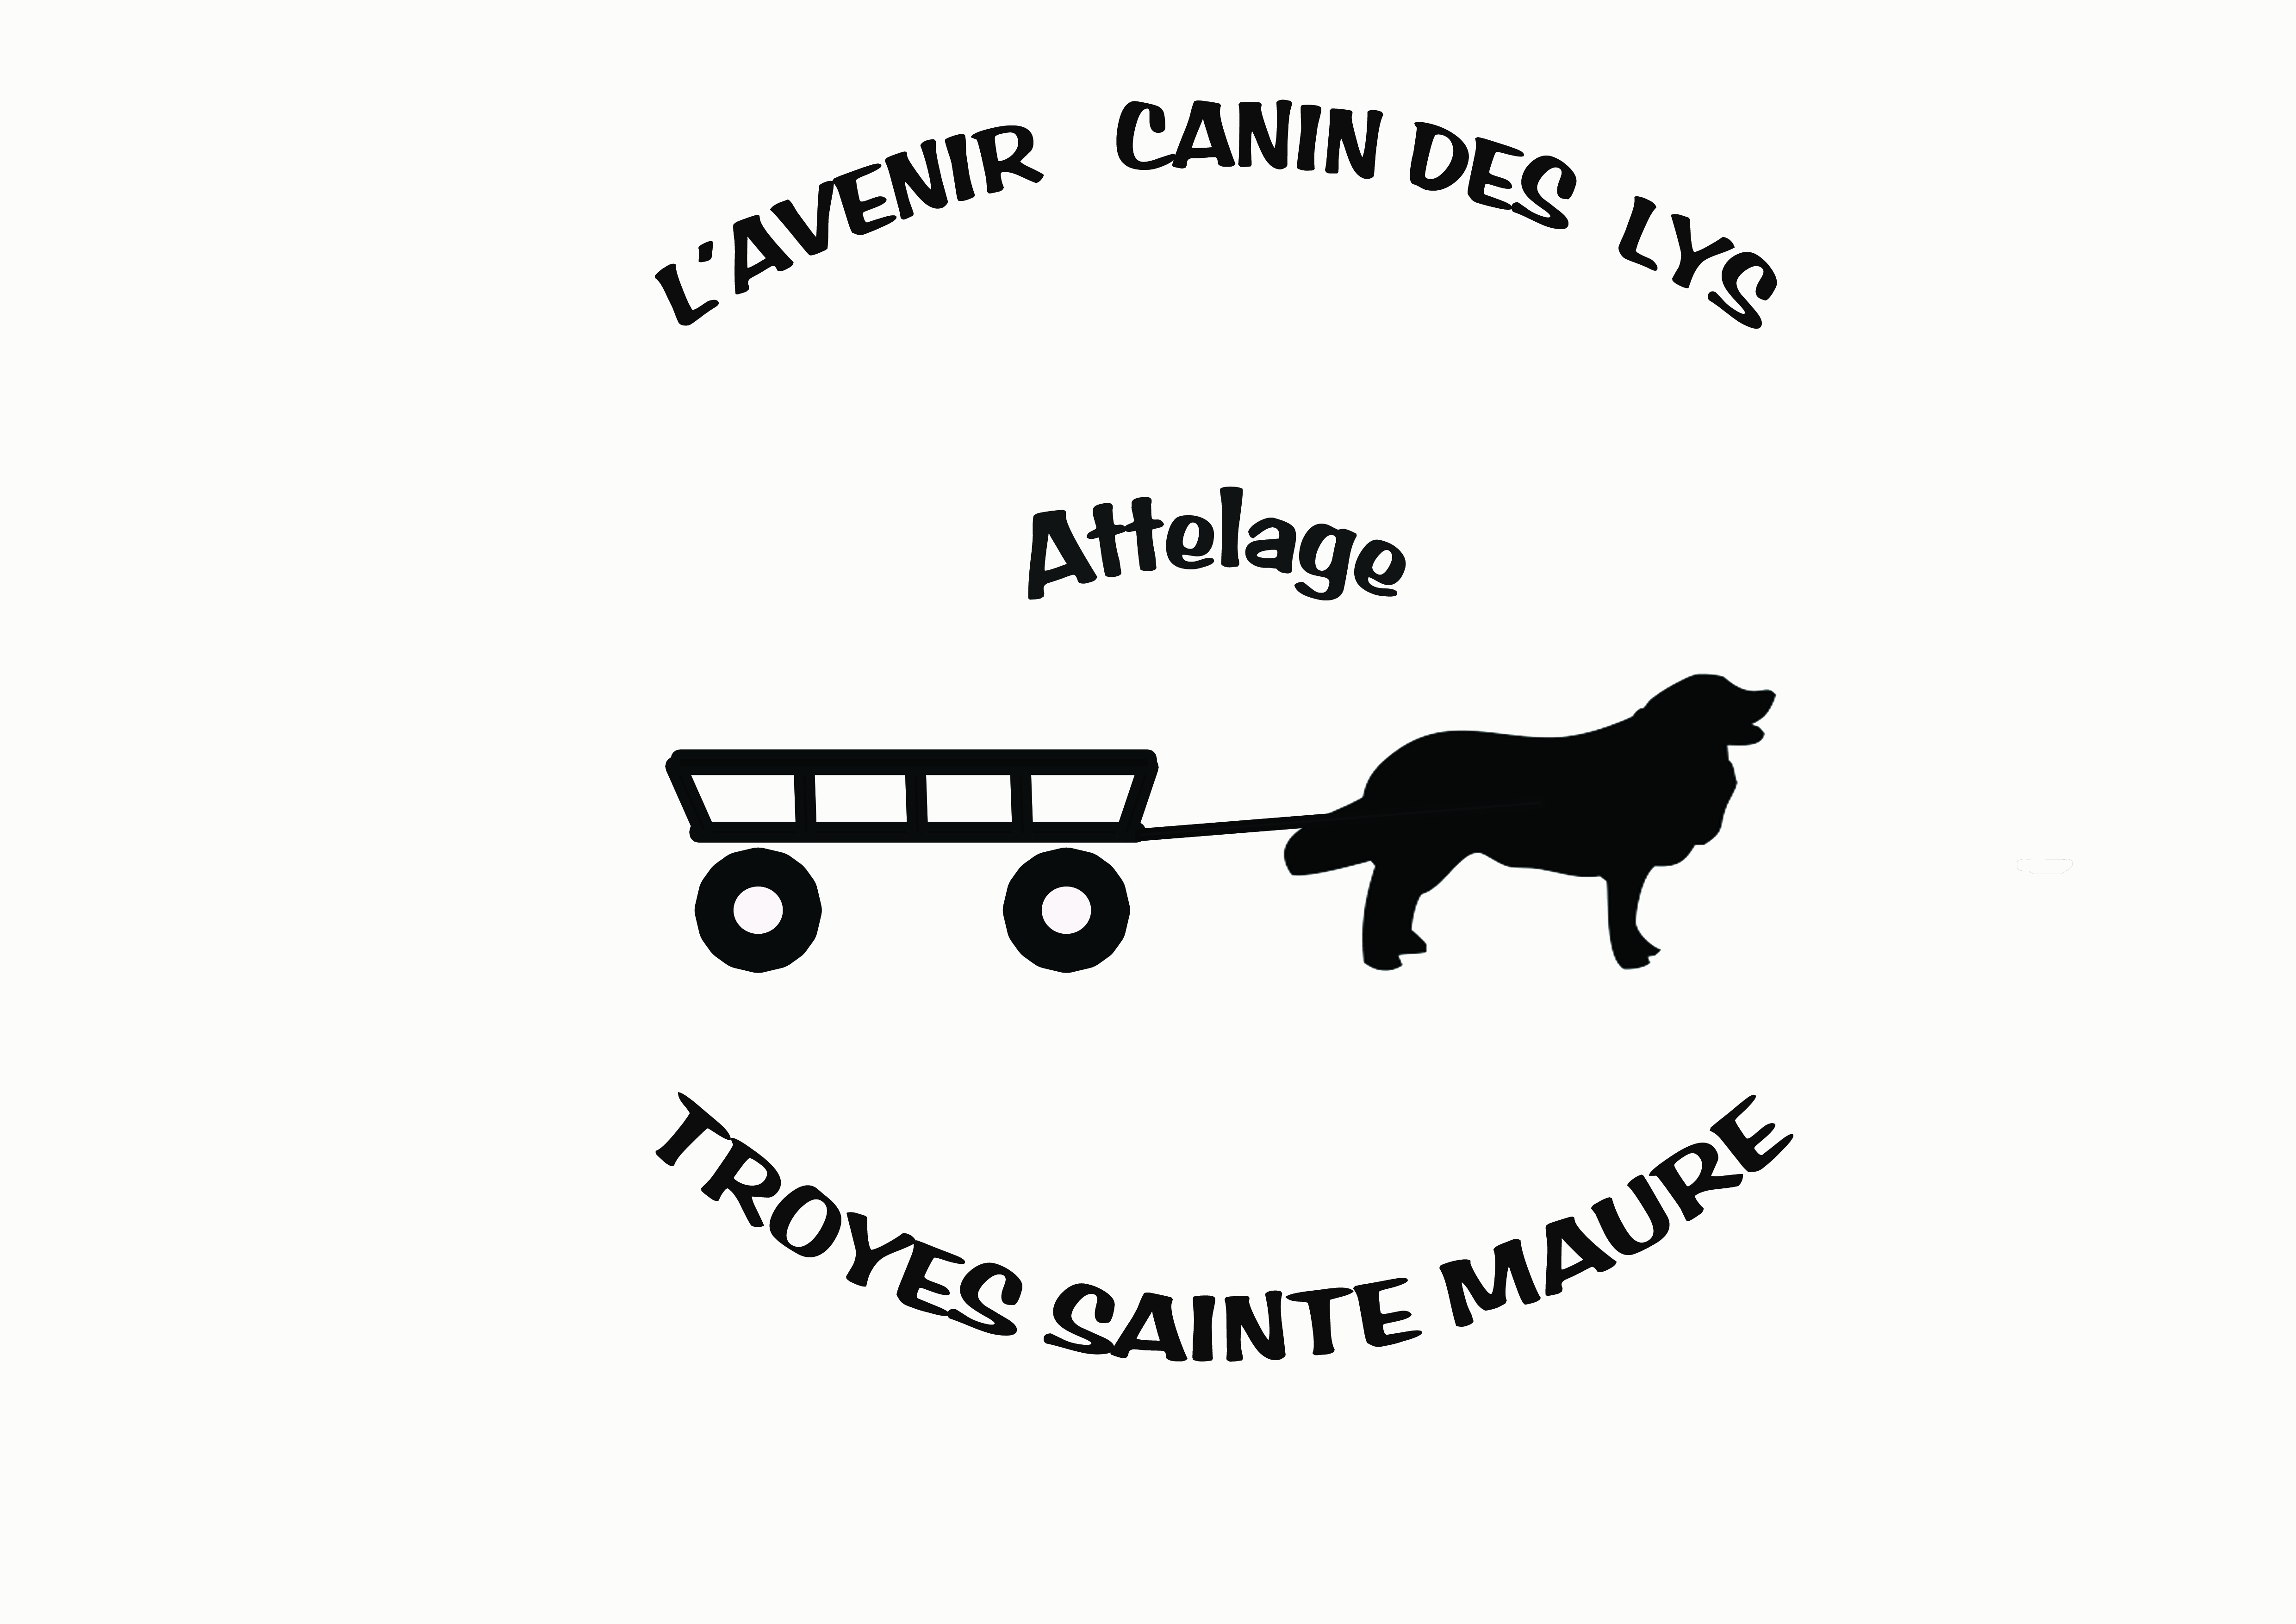 L'AVENIR CANIN DES LYS
Attelage
TROYES SAINTE MAURE